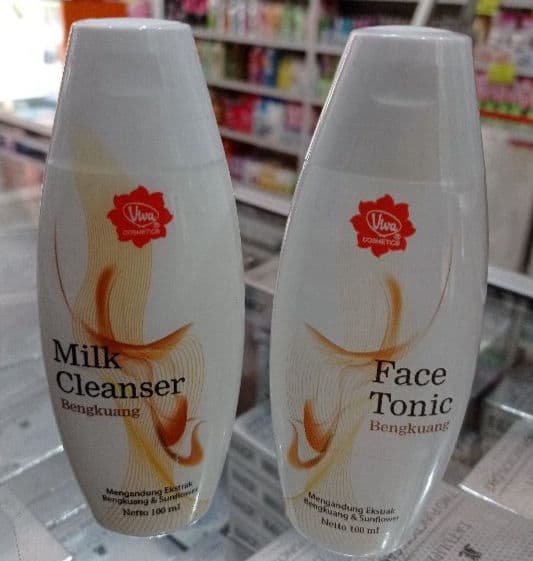 Viva
COSMETICS
Milk
Cleanser
Bengkuang
Mengandung Ekstrak
Bengkuang & Sunflower
Netto 100 ml
Viva
COSMETICS
Face
Tonic
Bengkuang
Mengandung Ekstrak
Bengkuang & Sunflower
Netto 100 ml